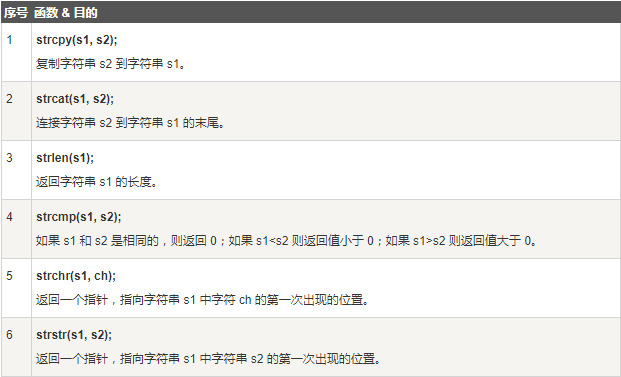 序号 函数 & 目的
1 strcpy(s1, s2);
复制字符串 s2 到字符串 s1。
2 strcat(s1, s2);
连接字符串 s2 到字符串 s1 的末尾。
3 strlen(s1);
返回字符串 s1 的长度。
4 strcmp(s1, s2);
如果 s1 和 s2 是相同的，则返回 0；如果 s1<s2 则返回值小于 0；如果 s1>s2 则返回值大于 0。
5 strchr(s1, ch);
返回一个指针，指向字符串 s1 中字符 ch 的第一次出现的位置。
6 strstr(s1, s2);
返回一个指针，指向字符串 s1 中字符串 s2 的第一次出现的位置。